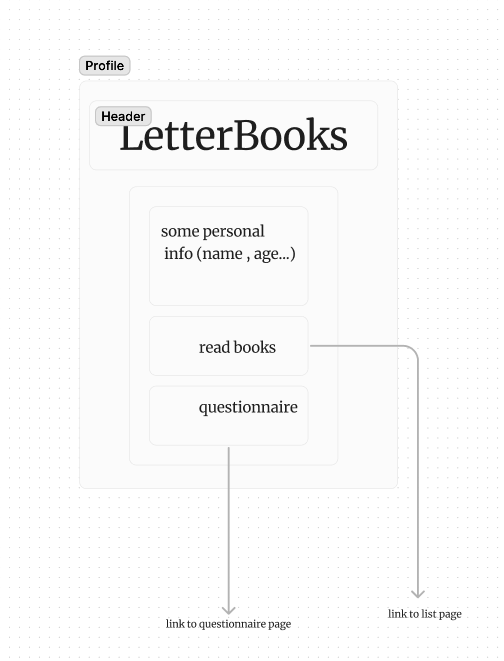 Profile
Header
LetterBooks
some personal
info (name , age...)
read books
questionnaire
link to questionnaire page
link to list page